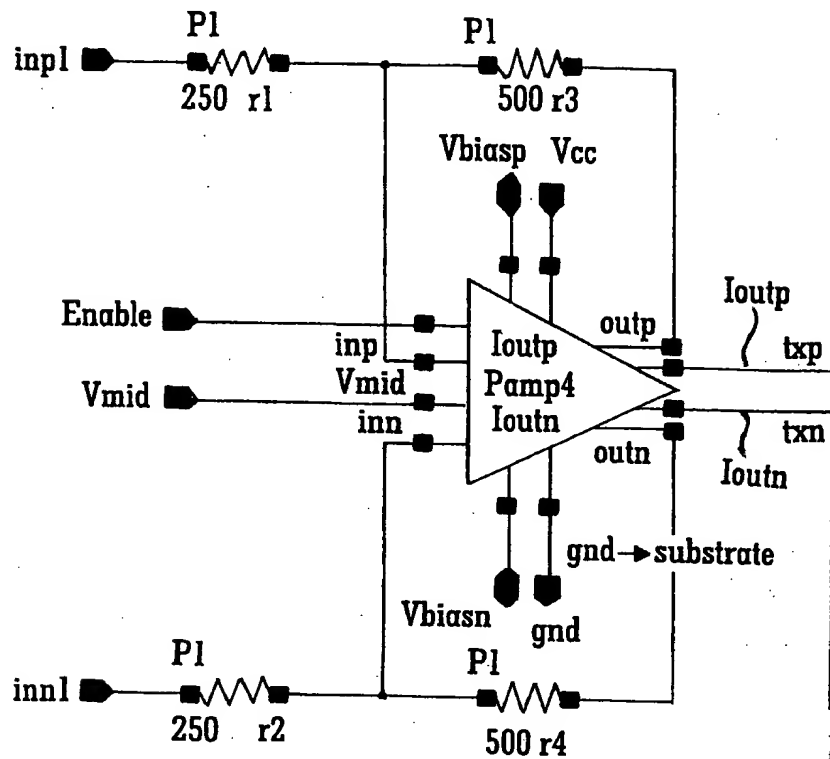 P1
inp1
250 r1
P1
500 r3
Vbiasp
Vcc
Enable
inp
Vmid
Vmid
inn
Ioutp
Pamp4
Ioutn
outp
outn
Ioutp
txp
txn
Ioutn
gnd→substrate
Vbiasn
gnd
P1
inn1
250 r2
P1
500 r4